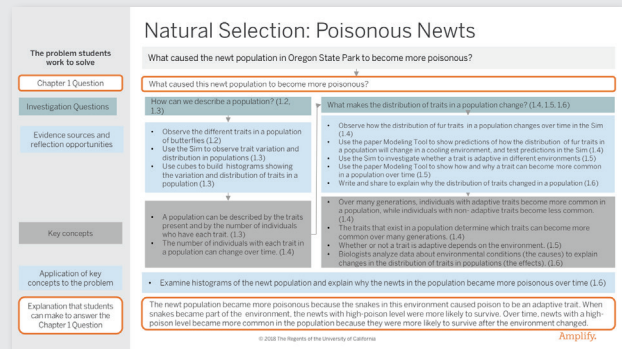 Natural Selection: Poisonous Newts
The problem students
work to solve
What caused the newt population in Oregon State Park to become more poisonous?
Chapter 1 Question
What caused this newt population to become more poisonous?
Investigation Questions
How can we describe a population? (1.2,
1.3)
What makes the distribution of traits in a population change? (1.4, 1.5, 1.6)
Evidence sources and
reflection opportunities
• Observe the different traits in a population
of butterflies (1.2)
• Use the Sim to observe trait variation and
distribution in populations (1.3)
• Use cubes to build histograms showing
the variation and distribution of traits in a
population (1.3)
• Observe how the distribution of fur traits in a population changes over time in the Sim
(1.4)
• Use the paper Modeling Tool to show predictions of how the distribution of fur traits in
a population will change in a cooling environment, and test predictions in the Sim (1.4)
• Use the Sim to investigate whether a trait is adaptive in different environments (1.5)
• Use the paper Modeling Tool to show how and why a trait can become more common
in a population over time (1.5)
• Write and share to explain why the distribution of traits changed in a population (1.6)
Key concepts
• A population can be described by the traits
present and by the number of individuals
who have each trait. (1.3)
• The number of individuals with each trait in
a population can change over time. (1.4)
• Over many generations, individuals with adaptive traits become more common in
a population, while individuals with non- adaptive traits become less common.
(1.4)
• The traits that exist in a population determine which traits can become more
common over many generations. (1.4)
• Whether or not a trait is adaptive depends on the environment. (1.5)
• Biologists analyze data about environmental conditions (the causes) to explain
changes in the distribution of traits in populations (the effects). (1.6)
Application of key
concepts to the problem
• Examine histograms of the newt population and explain why the newts in the population became more poisonous over time (1.6)
Explanation that students
can make to answer the
Chapter 1 Question
The newt population became more poisonous because the snakes in this environment caused poison to be an adaptive trait. When
snakes became part of the environment, the newts with high-poison level were more likely to survive. Over time, newts with a high-
poison level became more common in the population because they were more likely to survive after the environment changed.
© 2018 The Regents of the University of California
Amplify.